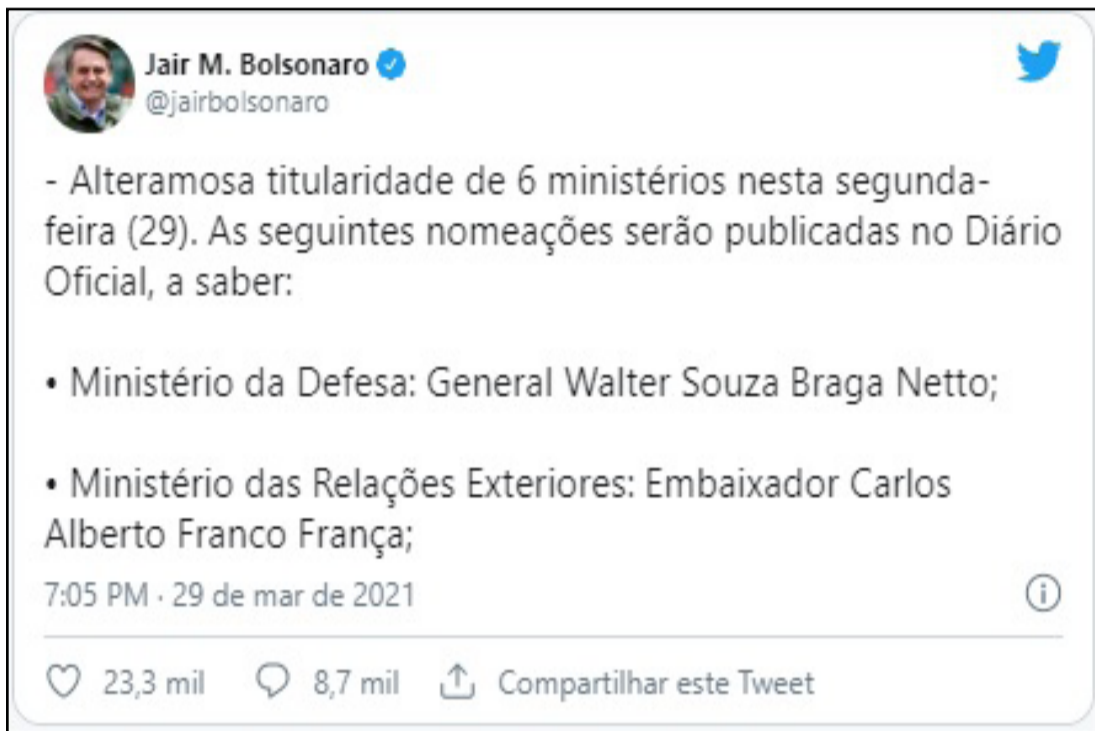 Jair M. Bolsonaro
@jairbolsonaro
- Alteramosa titularidade de 6 ministérios nesta segunda-
feira (29). As seguintes nomeações serão publicadas no Diário
Oficial, a saber:
• Ministério da Defesa: General Walter Souza Braga Netto;
• Ministério das Relações Exteriores: Embaixador Carlos
Alberto Franco França;
7:05 PM · 29 de mar de 2021
23,3 mil 8,7 mil Compartilhar este Tweet